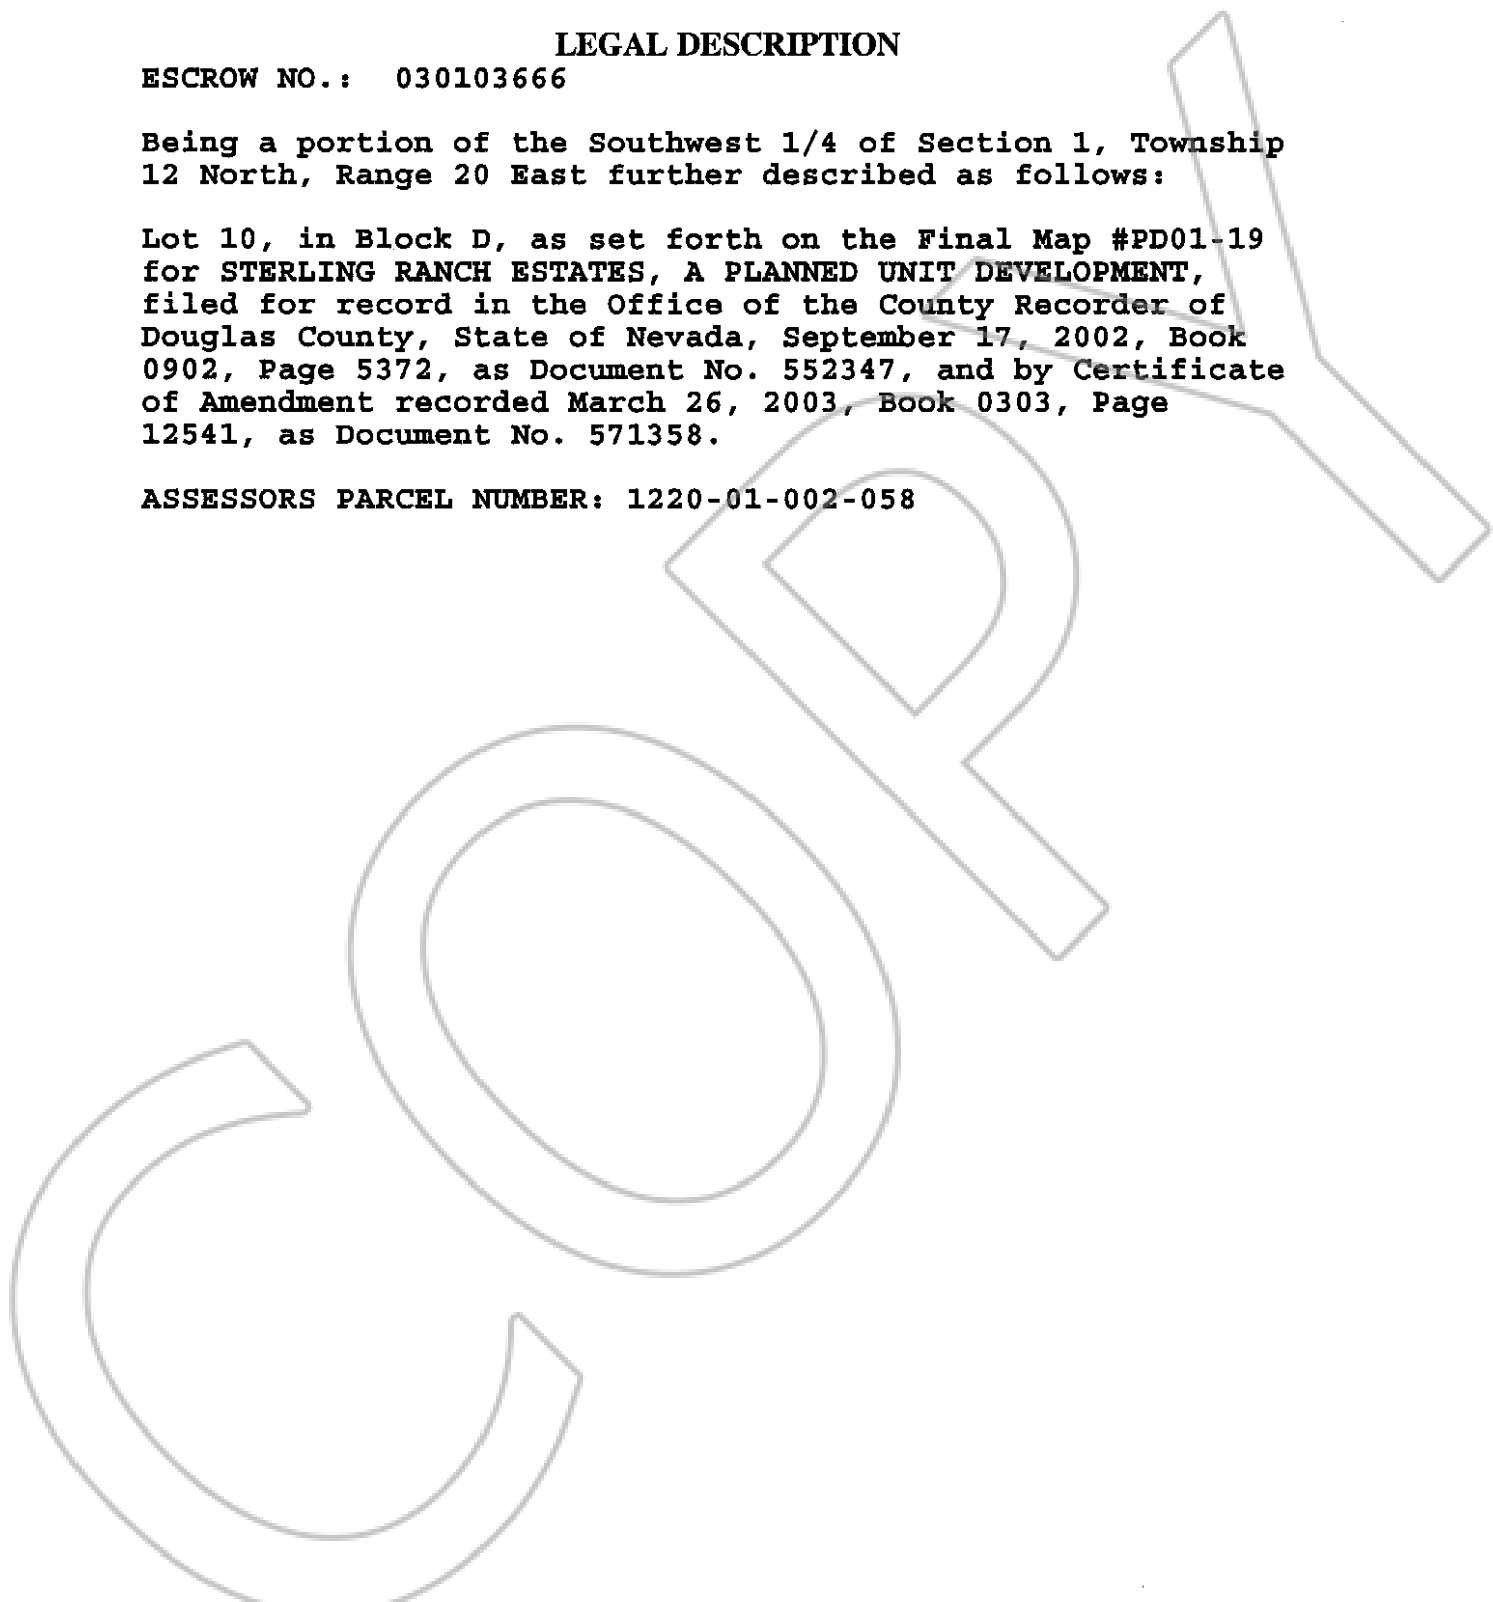 LEGAL DESCRIPTION
ESCROW NO.: 030103666
Being a portion of the Southwest 1/4 of Section 1, Township
12 North, Range 20 East further described as follows:
Lot 10, in Block D, as set forth on the Final Map #PD01-19
for STERLING RANCH ESTATES, A PLANNED UNIT DEVELOPMENT,
filed for record in the Office of the County Recorder of
Douglas County, State of Nevada, September 17, 2002, Book
0902, Page 5372, as Document No. 552347, and by Certificate
of Amendment recorded March 26, 2003, Book 0303, Page
12541, as Document No. 571358.
ASSESSORS PARCEL NUMBER: 1220-01-002-058
COPY